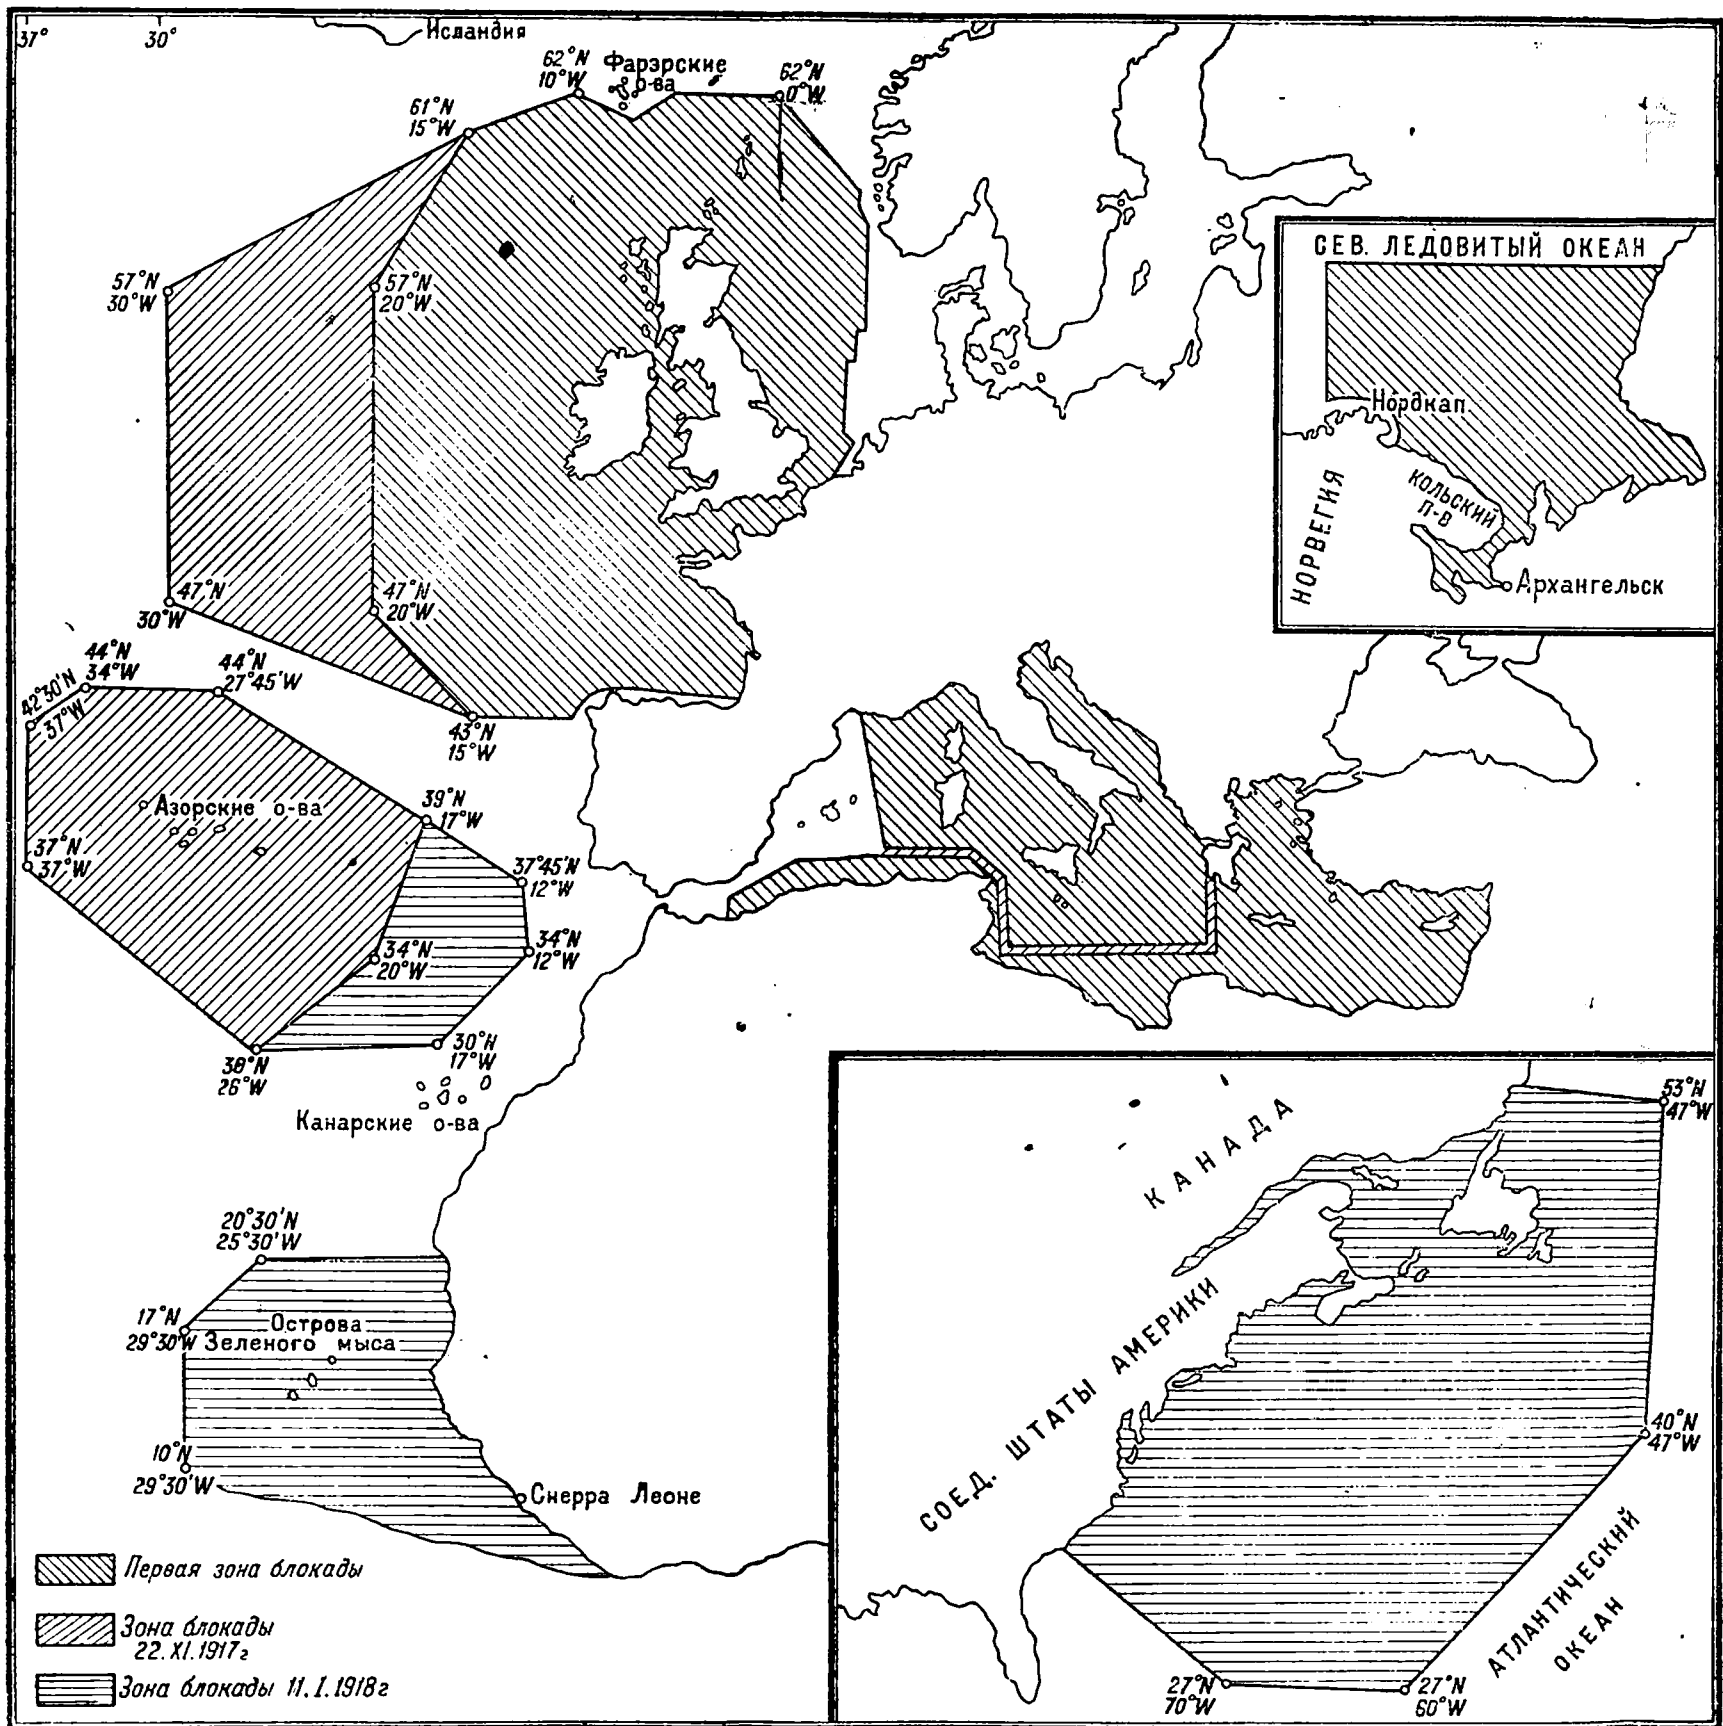 37°
30°
Исландия
62°N
10°W
Фарэрские
о-ва
62°N
0°W
61°N
15°W
57°N
30°W
57°N
20°W
47°N
30°W
47°N
20°W
44°N
34°W
44°N
27°45'W
42°30'N
37°W
43°N
15°W
Азорские о-ва
39°N
17°W
37°N
37°W
37°45'N
12°W
34°N
20°W
34°N
12°W
30°N
26°W
30°N
17°W
Канарские о-ва
20°30'N
25°30'W
17°N
29°30'W
Острова
Зеленого мыса
10°N
29°30'W
Сиерра Леоне
Первая зона блокады
Зона блокады
22.XI.1917г
Зона блокады 11.I.1918г
СЕВ. ЛЕДОВИТЫЙ ОКЕАН
Нордкап
КОЛЬСКИЙ
П-В
НОРВЕГИЯ
Архангельск
53°N
47°W
КАНАДА
СОЕД. ШТАТЫ АМЕРИКИ
40°N
47°W
АТЛАНТИЧЕСКИЙ
ОКЕАН
27°N
70°W
27°N
60°W